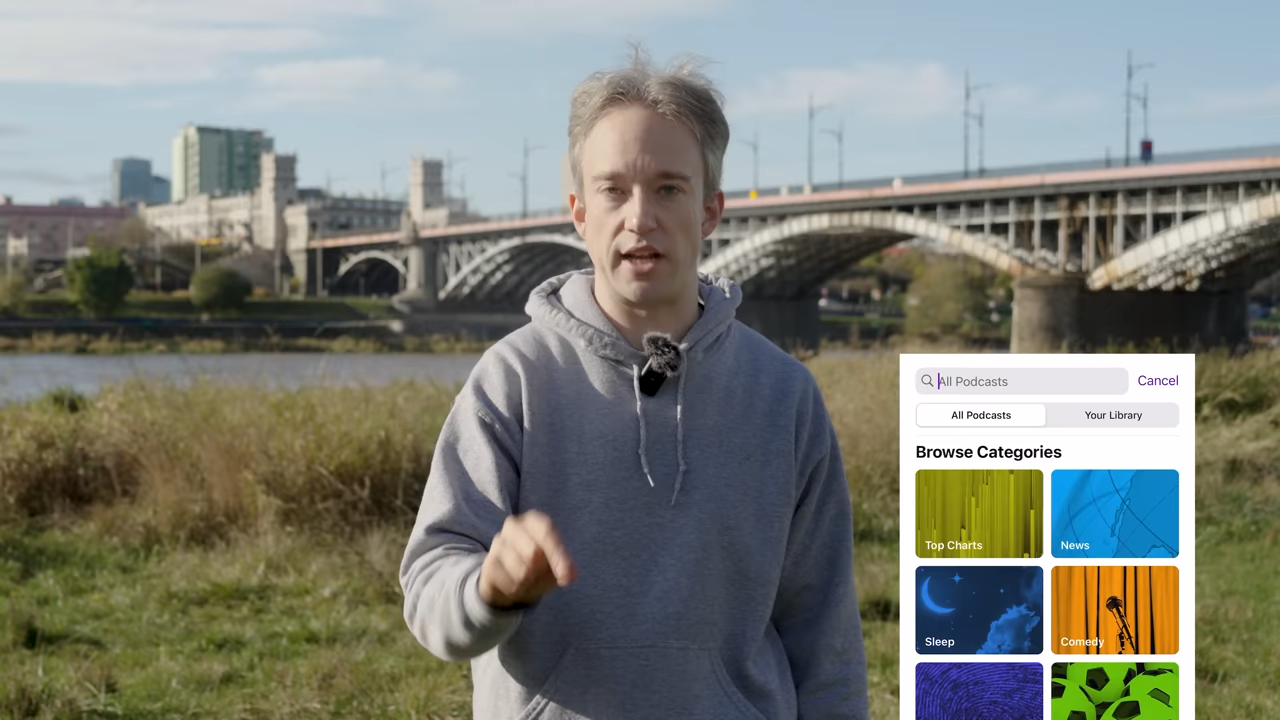 All Podcasts
Cancel
All Podcasts
Your Library
Browse Categories
Top Charts
News
Sleep
Comedy